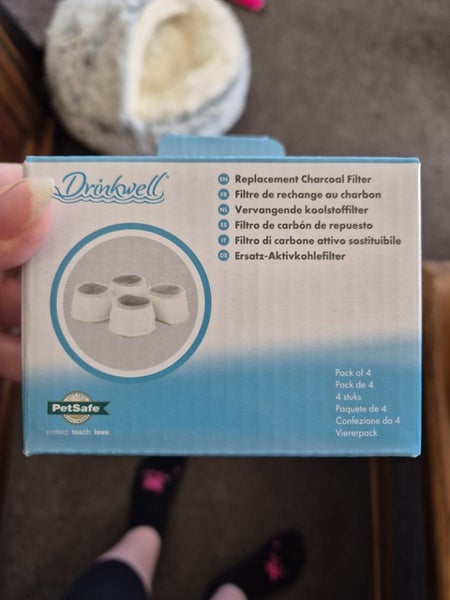 Drinkwell®
EN Replacement Charcoal Filter
FR Filtre de rechange au charbon
NL Vervangende koolstoffilter
ES Filtro de carbón de repuesto
IT Filtro di carbone attivo sostituibile
DE Ersatz-Aktivkohlefilter
Pack of 4
Pack de 4
4 stuks
Paquete de 4
Confezione da 4
Viererpack
PetSafe
protect. teach. love.